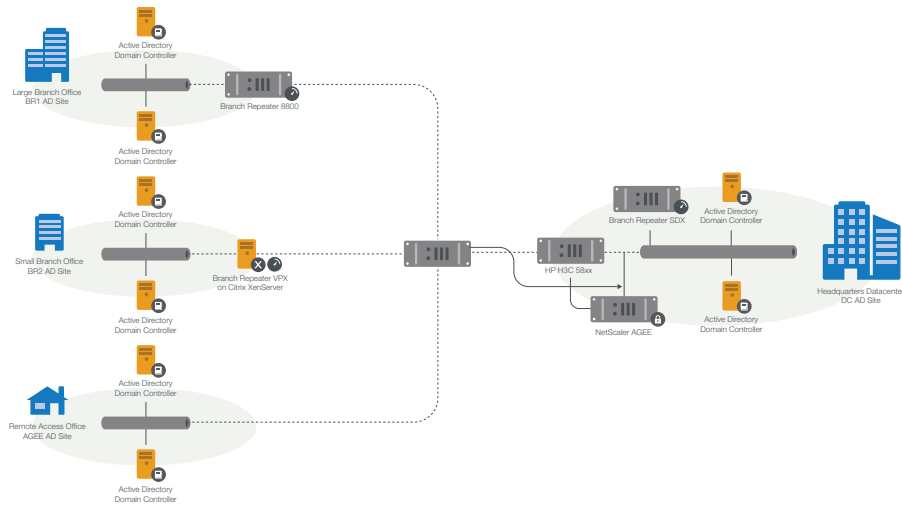 Active Directory
Domain Controller
Large Branch Office
BR1 AD Site
Branch Repeater 8800
Active Directory
Domain Controller
Active Directory
Domain Controller
Small Branch Office
BR2 AD Site
Branch Repeater VPX
on Citrix XenServer
Active Directory
Domain Controller
Active Directory
Domain Controller
Remote Access Office
AGEE AD Site
Active Directory
Domain Controller
HP H3C 58xx
NetScaler AGEE
Branch Repeater SDX
Active Directory
Domain Controller
Active Directory
Domain Controller
Headquarters Datacente
DC AD Site